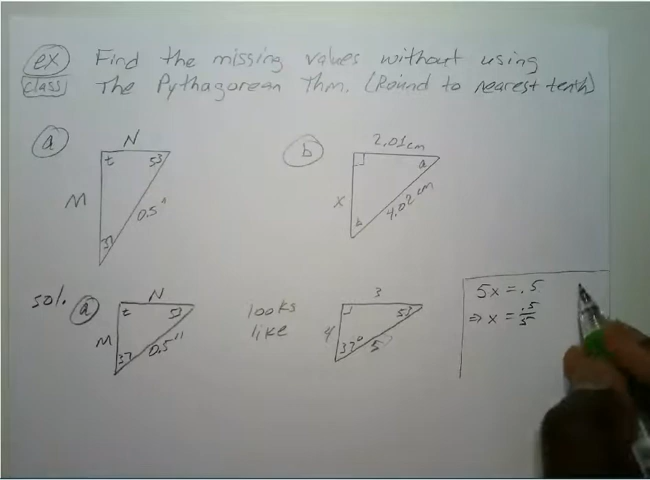 ex Find the missing values without using
class The Pythagorean Thm. (Round to nearest tenth)
a
N
t 53
M
0.5"
37
b
2.01cm
a
x
4.02cm
sol. a
N
t 53
M
0.5"
37
looks
like
3
53
4
37°
5
5x = .5
⇒ x = .5/5